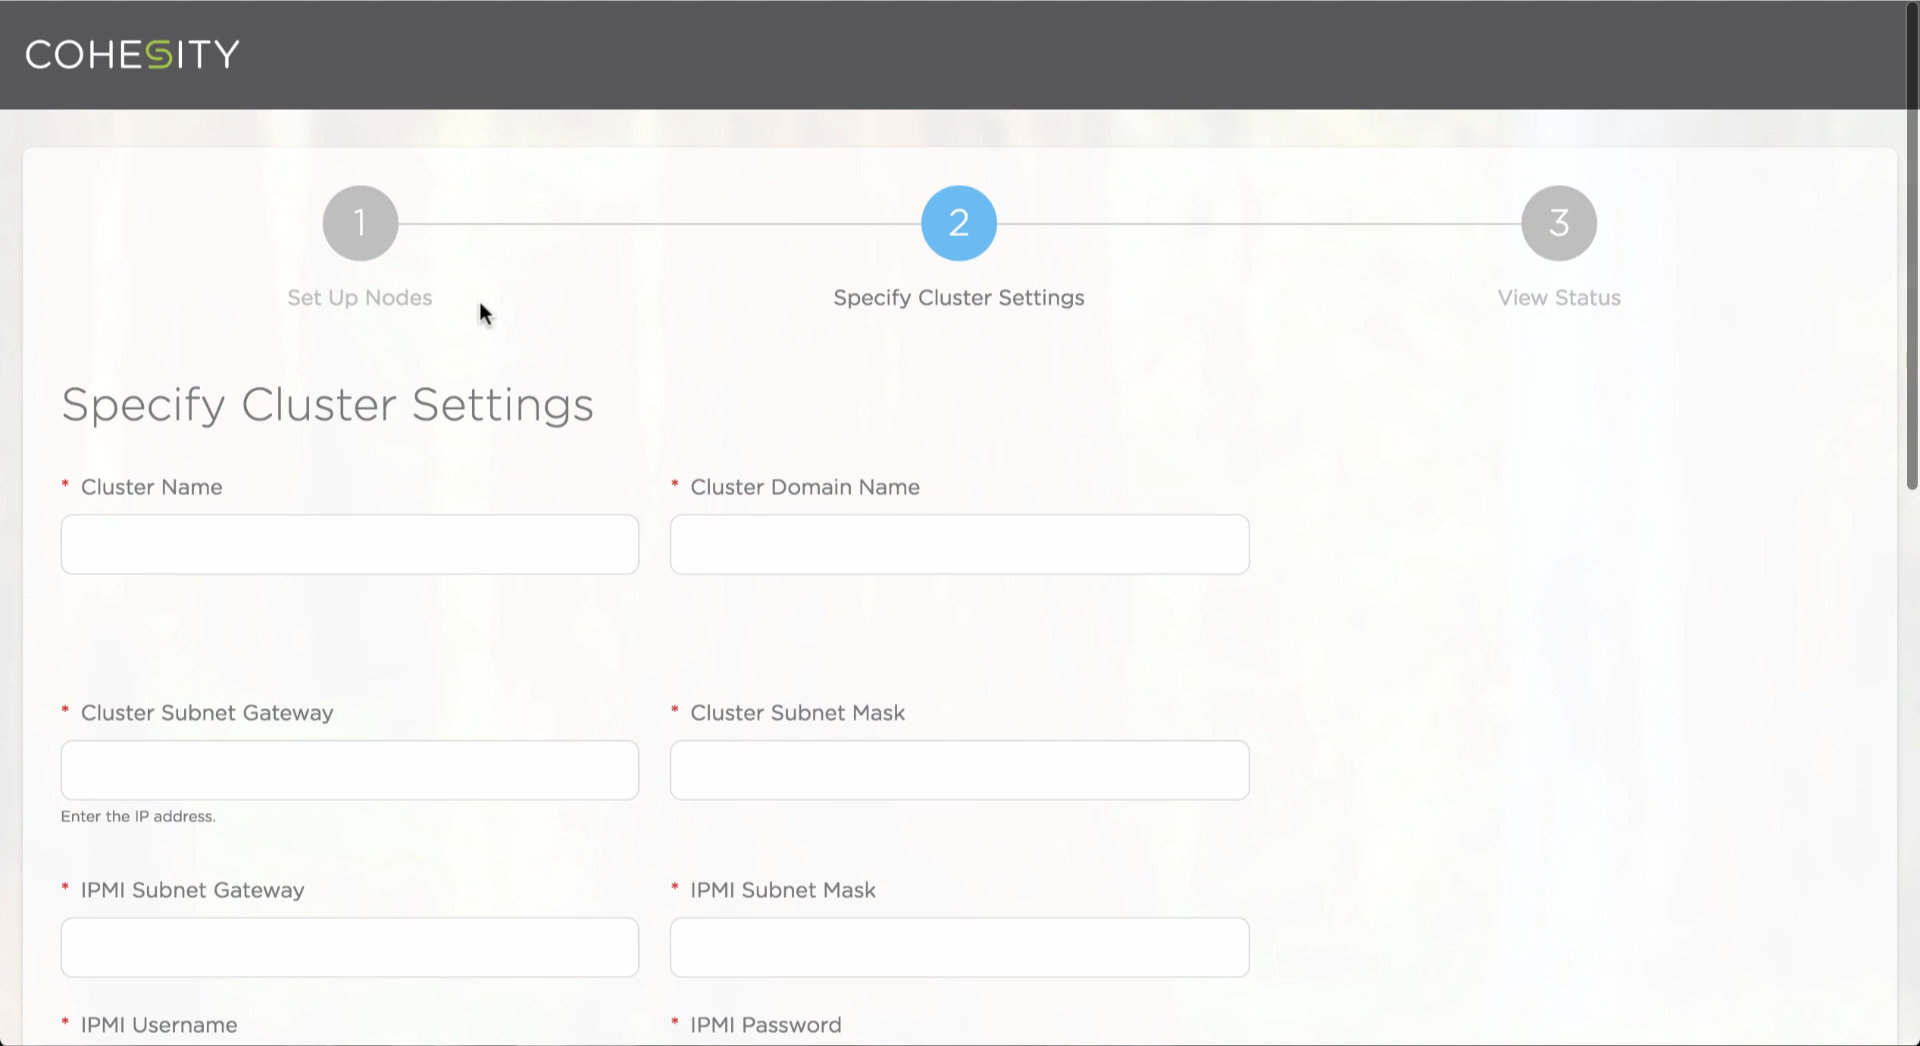 COHESITY
1
2
3
Set Up Nodes
Specify Cluster Settings
View Status
Specify Cluster Settings
* Cluster Name
* Cluster Domain Name
* Cluster Subnet Gateway
* Cluster Subnet Mask
Enter the IP address.
* IPMI Subnet Gateway
* IPMI Subnet Mask
* IPMI Username
* IPMI Password